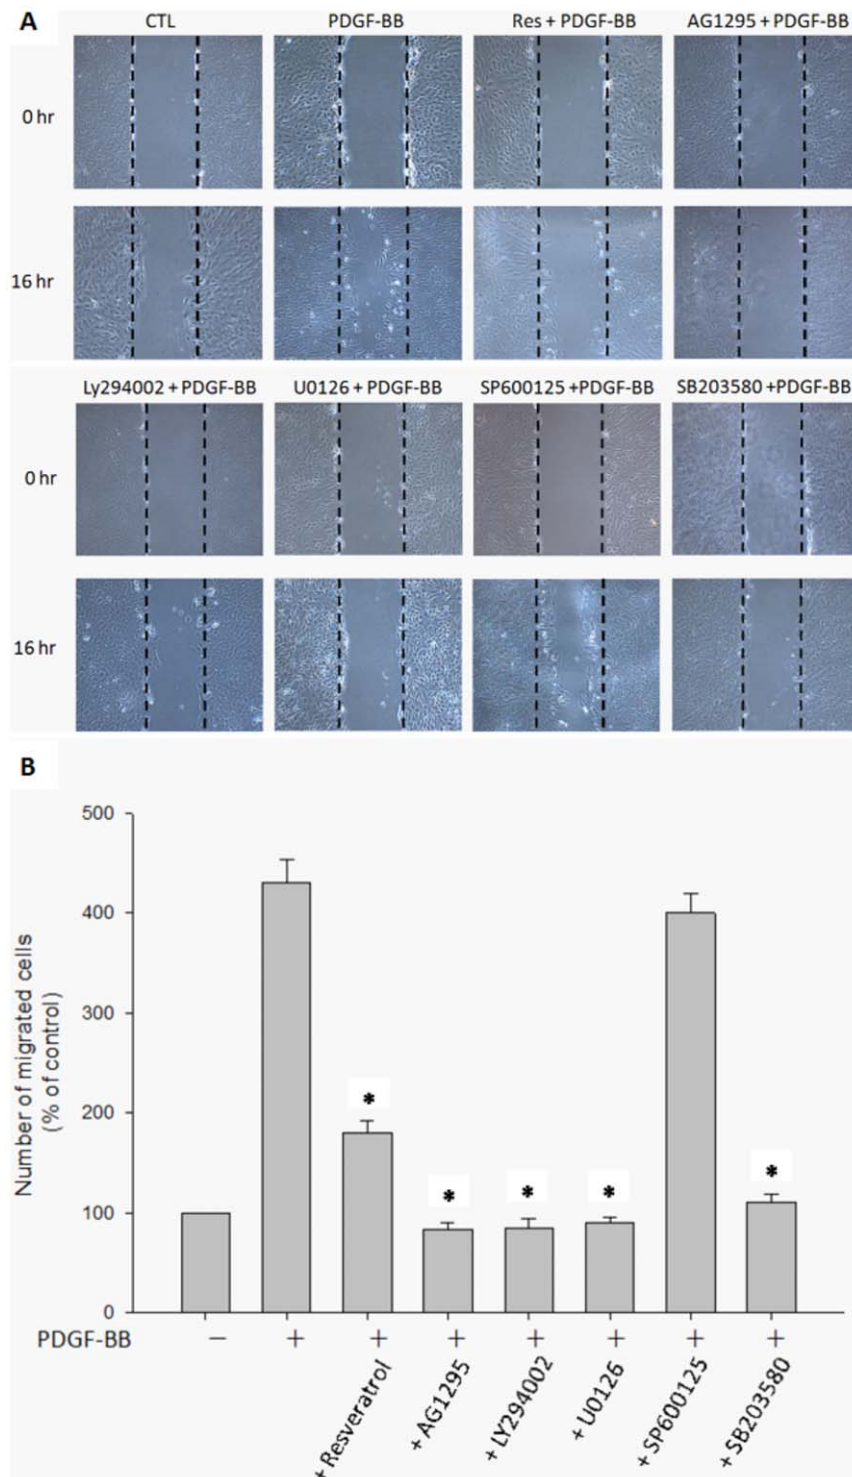 A
CTL PDGF-BB Res + PDGF-BB AG1295 + PDGF-BB
0 hr
16 hr
Ly294002 + PDGF-BB U0126 + PDGF-BB SP600125 +PDGF-BB SB203580 +PDGF-BB
0 hr
16 hr
B
Number of migrated cells
(% of control)
500
400
300
200
100
0
* * * * *
PDGF-BB − + + + + + + +
+ Resveratrol
+ AG1295
+ LY294002
+ U0126
+ SP600125
+ SB203580